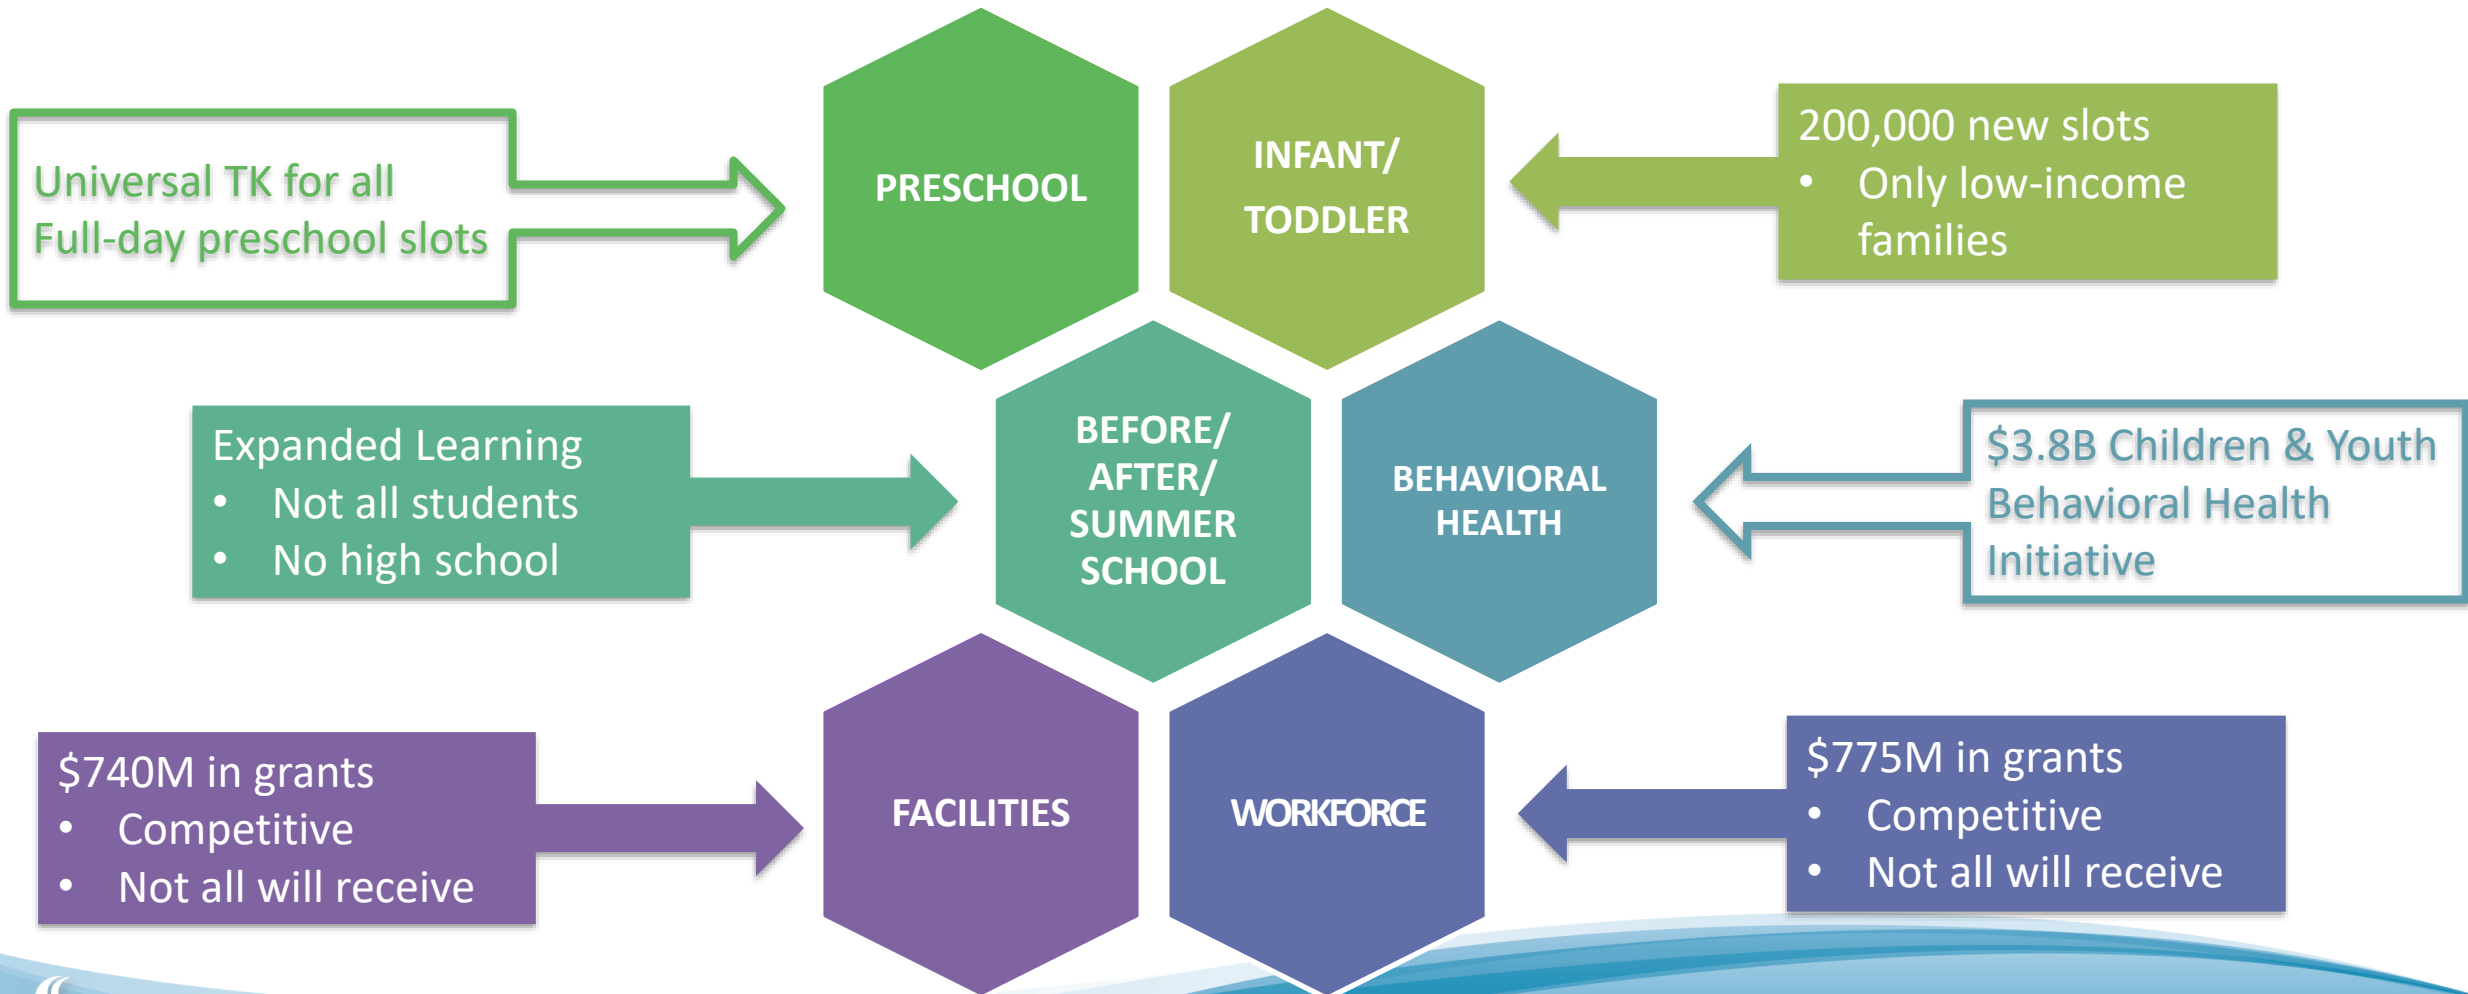 Universal TK for all
Full-day preschool slots
PRESCHOOL
INFANT/
TODDLER
200,000 new slots
• Only low-income
families
Expanded Learning
• Not all students
• No high school
BEFORE/
AFTER/
SUMMER
SCHOOL
BEHAVIORAL
HEALTH
$3.8B Children & Youth
Behavioral Health
Initiative
$740M in grants
• Competitive
• Not all will receive
FACILITIES
WORKFORCE
$775M in grants
• Competitive
• Not all will receive